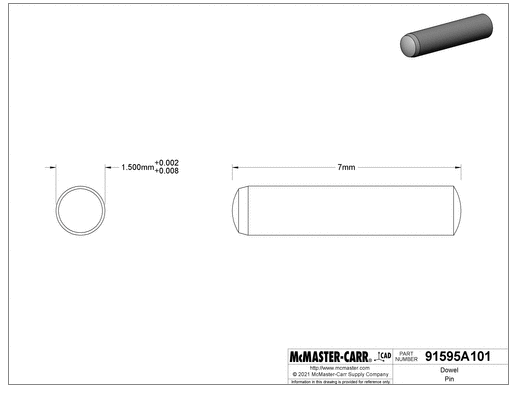 1.500mm +0.002
+0.008
7mm
McMASTER-CARR® CAD
PART
NUMBER
91595A101
http://www.mcmaster.com
© 2021 McMaster-Carr Supply Company
Information in this drawing is provided for reference only.
Dowel
Pin